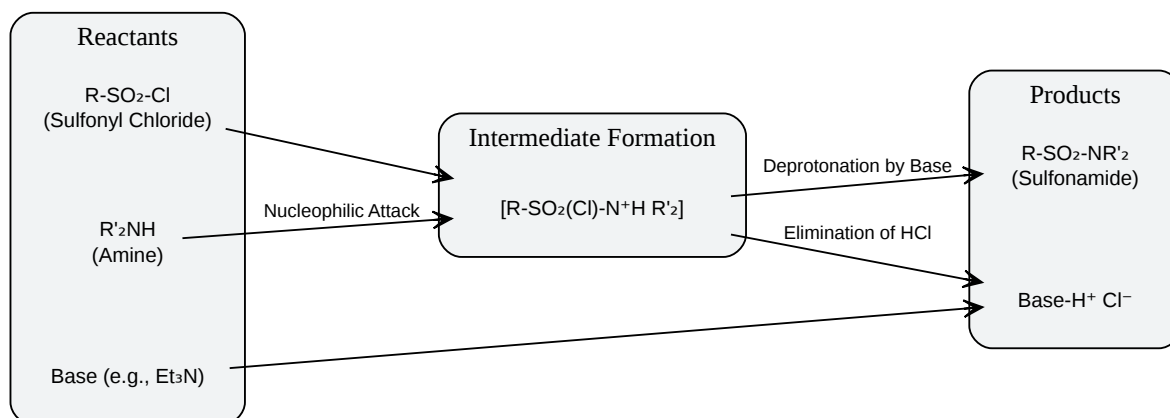 Reactants
R-SO₂-Cl
(Sulfonyl Chloride)
R'₂NH
(Amine)
Base (e.g., Et₃N)
Nucleophilic Attack
Intermediate Formation
[R-SO₂(Cl)-N⁺H R'₂]
Deprotonation by Base
Elimination of HCl
Products
R-SO₂-NR'₂
(Sulfonamide)
Base-H⁺ Cl⁻